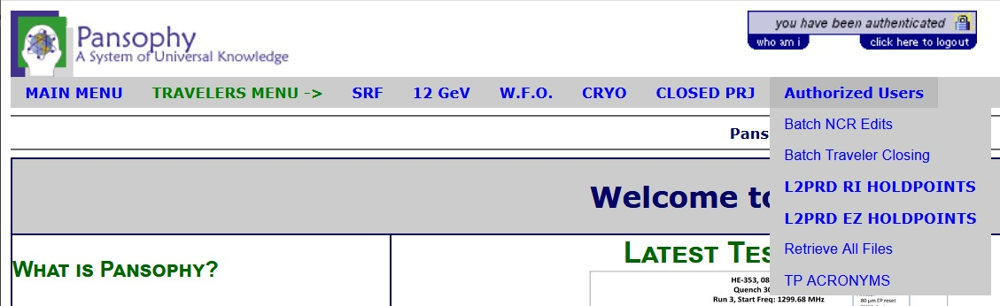 Pansophy
A System of Universal Knowledge
you have been authenticated
who am i
click here to logout
MAIN MENU TRAVELERS MENU -> SRF 12 GeV W.F.O. CRYO CLOSED PRJ Authorized Users
Batch NCR Edits
Batch Traveler Closing
L2PRD RI HOLDPOINTS
L2PRD EZ HOLDPOINTS
Retrieve All Files
TP ACRONYMS
Pans
Welcome to
WHAT IS PANSOPHY?
LATEST TES
HE-353, 08
Quench 30
Run 3, Start Freq: 1299.68 MHz
80 µm EP reset